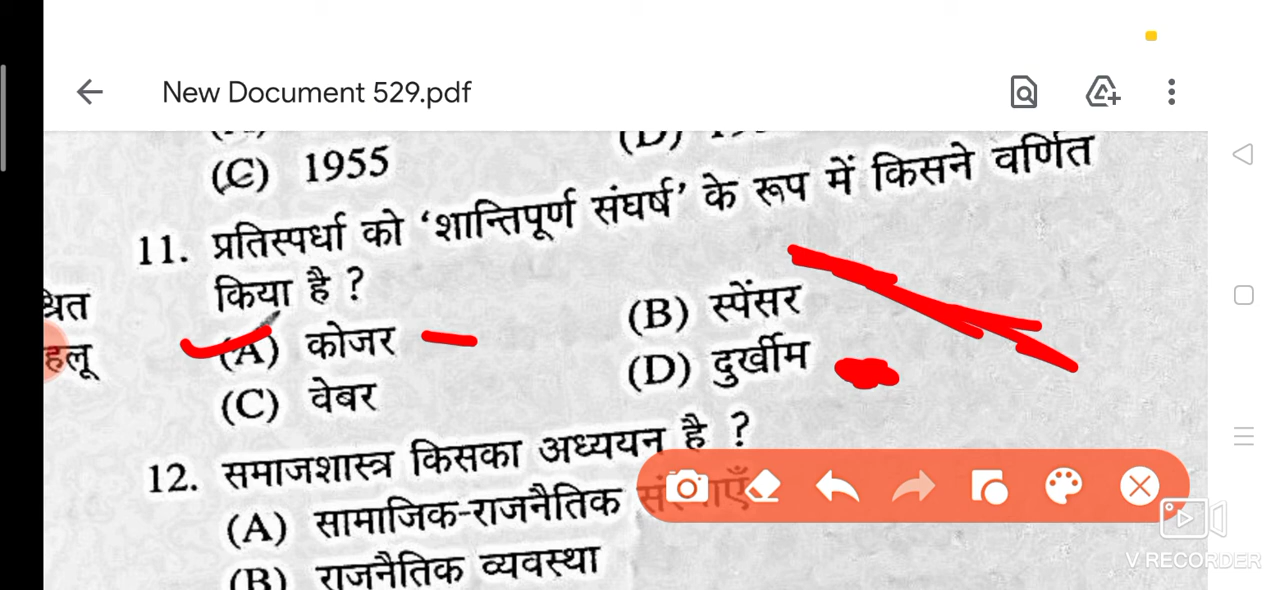 New Document 529.pdf
(C) 1955
(D)
11. प्रतिस्पर्धा को ‘शान्तिपूर्ण संघर्ष’ के रूप में किसने वर्णित
किया है ?
(A) कोजर
(B) स्पेंसर
(C) वेबर
(D) दुर्खीम
12. समाजशास्त्र किसका अध्ययन है ?
(A) सामाजिक-राजनैतिक
(B) राजनैतिक व्यवस्था
हलू
V RECORDER